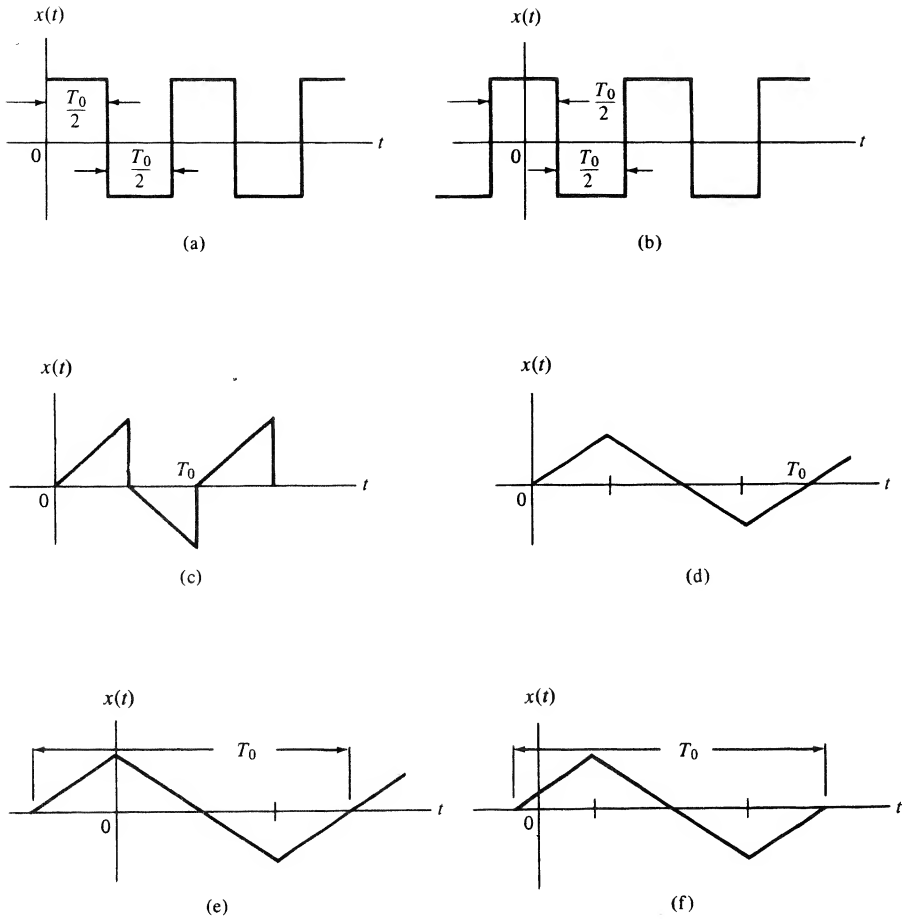 x(t)
T₀/2
0
t
T₀/2
(a)
x(t)
T₀/2
0
t
T₀/2
(b)
x(t)
T₀
0
t
(c)
x(t)
T₀
0
t
(d)
x(t)
T₀
0
t
(e)
x(t)
T₀
0
t
(f)